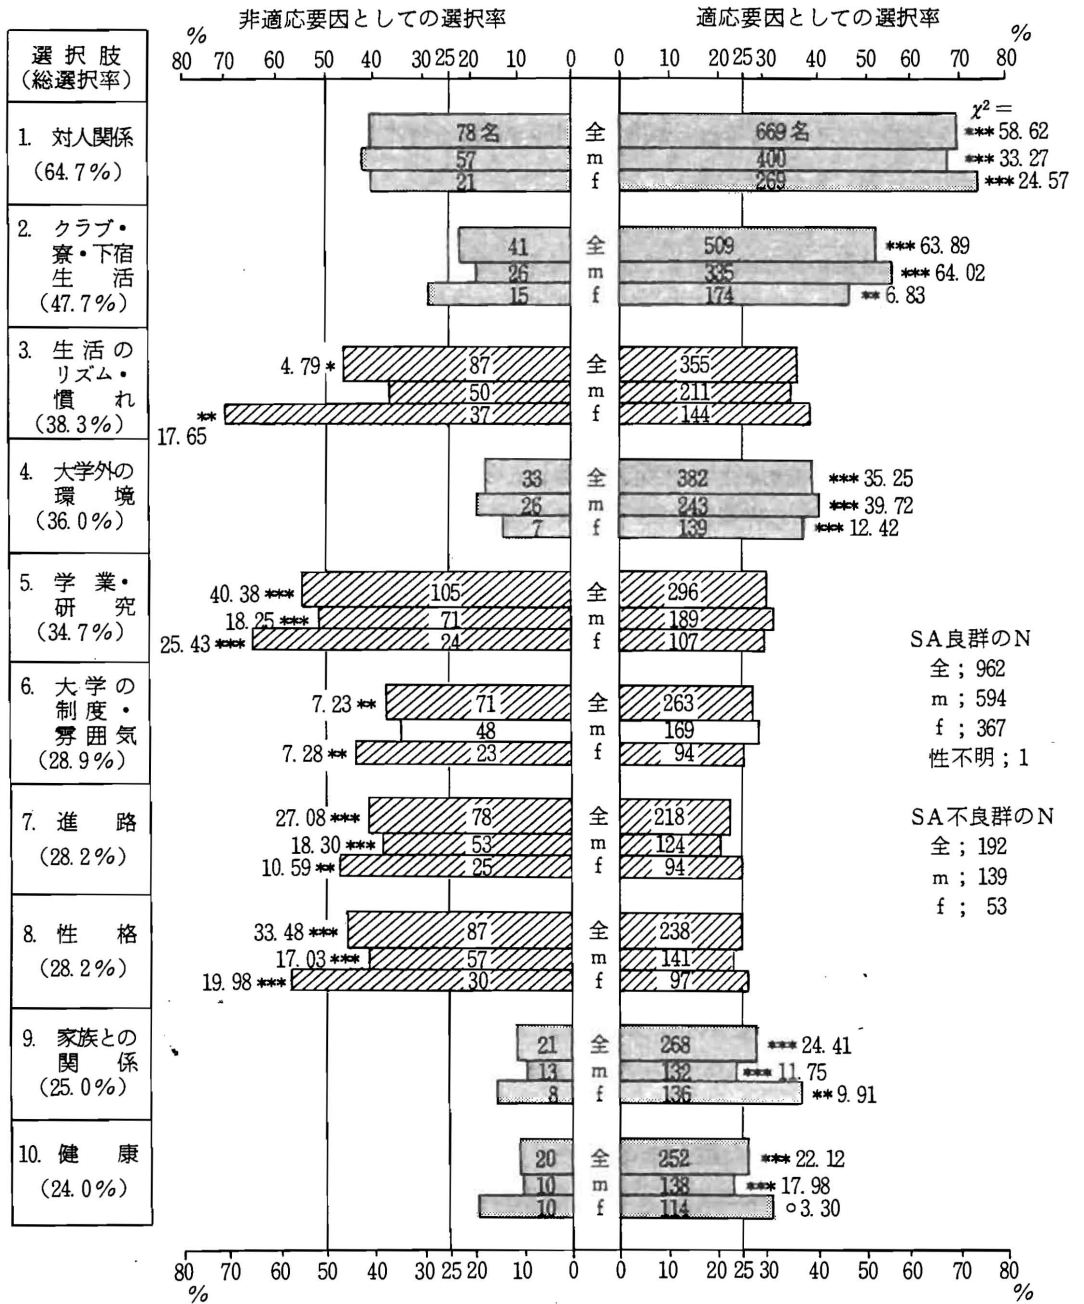 非適応要因としての選択率
適応要因としての選択率
% %
選択肢
(総選択率)
80 70 60 50 40 30 25 20 10 0 0 10 20 25 30 40 50 60 70 80
χ² =
1. 対人関係
(64.7%)
78名 全 669名 ***58.62
57 m 400 ***33.27
21 f 269 ***24.57
2. クラブ・
寮・下宿
生活
(47.7%)
41 全 509 ***63.89
26 m 335 ***64.02
15 f 174 **6.83
3. 生活の
リズム・
慣れ
(38.3%)
4.79* 87 全 355
50 m 211
** 37 f 144
17.65
4. 大学外の
環境
(36.0%)
33 全 382 ***35.25
26 m 243 ***39.72
7 f 139 ***12.42
5. 学業・
研究
(34.7%)
40.38*** 105 全 296
18.25*** 71 m 189
25.43*** 24 f 107
6. 大学の
制度・
雰囲気
(28.9%)
7.23** 71 全 263
48 m 169
7.28** 23 f 94
7. 進路
(28.2%)
27.08*** 78 全 218
18.30*** 53 m 124
10.59** 25 f 94
8. 性格
(28.2%)
33.48*** 87 全 238
17.03*** 57 m 141
19.98*** 30 f 97
9. 家族との
関係
(25.0%)
21 全 268 ***24.41
13 m 132 ***11.75
8 f 136 **9.91
10. 健康
(24.0%)
20 全 252 ***22.12
10 m 138 ***17.98
10 f 114 ○3.30
SA良群のN
全；962
m；594
f；367
性不明；1
SA不良群のN
全；192
m；139
f；53
80 70 60 50 40 30 25 20 10 0 0 10 20 25 30 40 50 60 70 80
% %